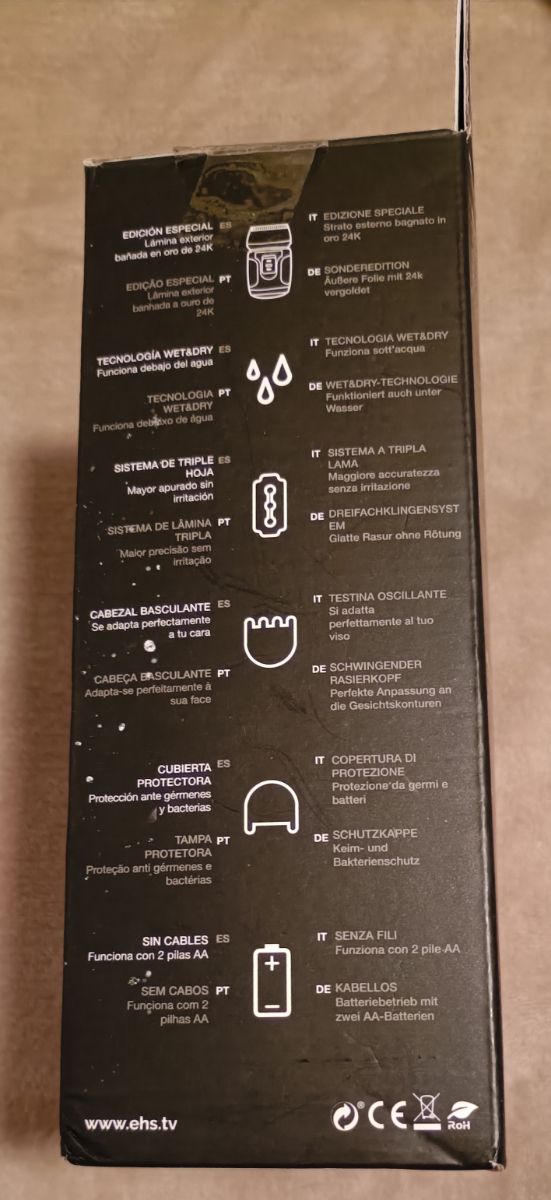 EDICIÓN ESPECIAL ES
Lámina exterior
bañada en oro de 24K
EDIÇÃO ESPECIAL PT
Lâmina exterior
banhada a ouro de
24K
IT EDIZIONE SPECIALE
Strato esterno bagnato in
oro 24K
DE SONDEREDITION
Äußere Folie mit 24k
vergoldet
TECNOLOGÍA WET&DRY ES
Funciona debajo del agua
TECNOLOGIA PT
WET&DRY
Funciona debaixo de água
IT TECNOLOGIA WET&DRY
Funziona sott'acqua
DE WET&DRY-TECHNOLOGIE
Funktioniert auch unter
Wasser
SISTEMA DE TRIPLE ES
HOJA
Mayor apurado sin
irritación
SISTEMA DE LÂMINA PT
TRIPLA
Maior precisão sem
irritação
IT SISTEMA A TRIPLA
LAMA
Maggiore accuratezza
senza irritazione
DE DREIFACHKLINGENSYST
EM
Glatte Rasur ohne Rötung
CABEZAL BASCULANTE ES
Se adapta perfectamente
a tu cara
CABEÇA BASCULANTE PT
Adapta-se perfeitamente à
sua face
IT TESTINA OSCILLANTE
Si adatta
perfettamente al tuo
viso
DE SCHWINGENDER
RASIERKOPF
Perfekte Anpassung an
die Gesichtskonturen
CUBIERTA ES
PROTECTORA
Protección ante gérmenes
y bacterias
TAMPA PT
PROTETORA
Proteção anti gérmenes e
bactérias
IT COPERTURA DI
PROTEZIONE
Protezione da germi e
batteri
DE SCHUTZKAPPE
Keim- und
Bakterienschutz
SIN CABLES ES
Funciona con 2 pilas AA
SEM CABOS PT
Funciona com 2
pilhas AA
IT SENZA FILI
Funziona con 2 pile AA
DE KABELLOS
Batteriebetrieb mit
zwei AA-Batterien
www.ehs.tv
® CE RoH